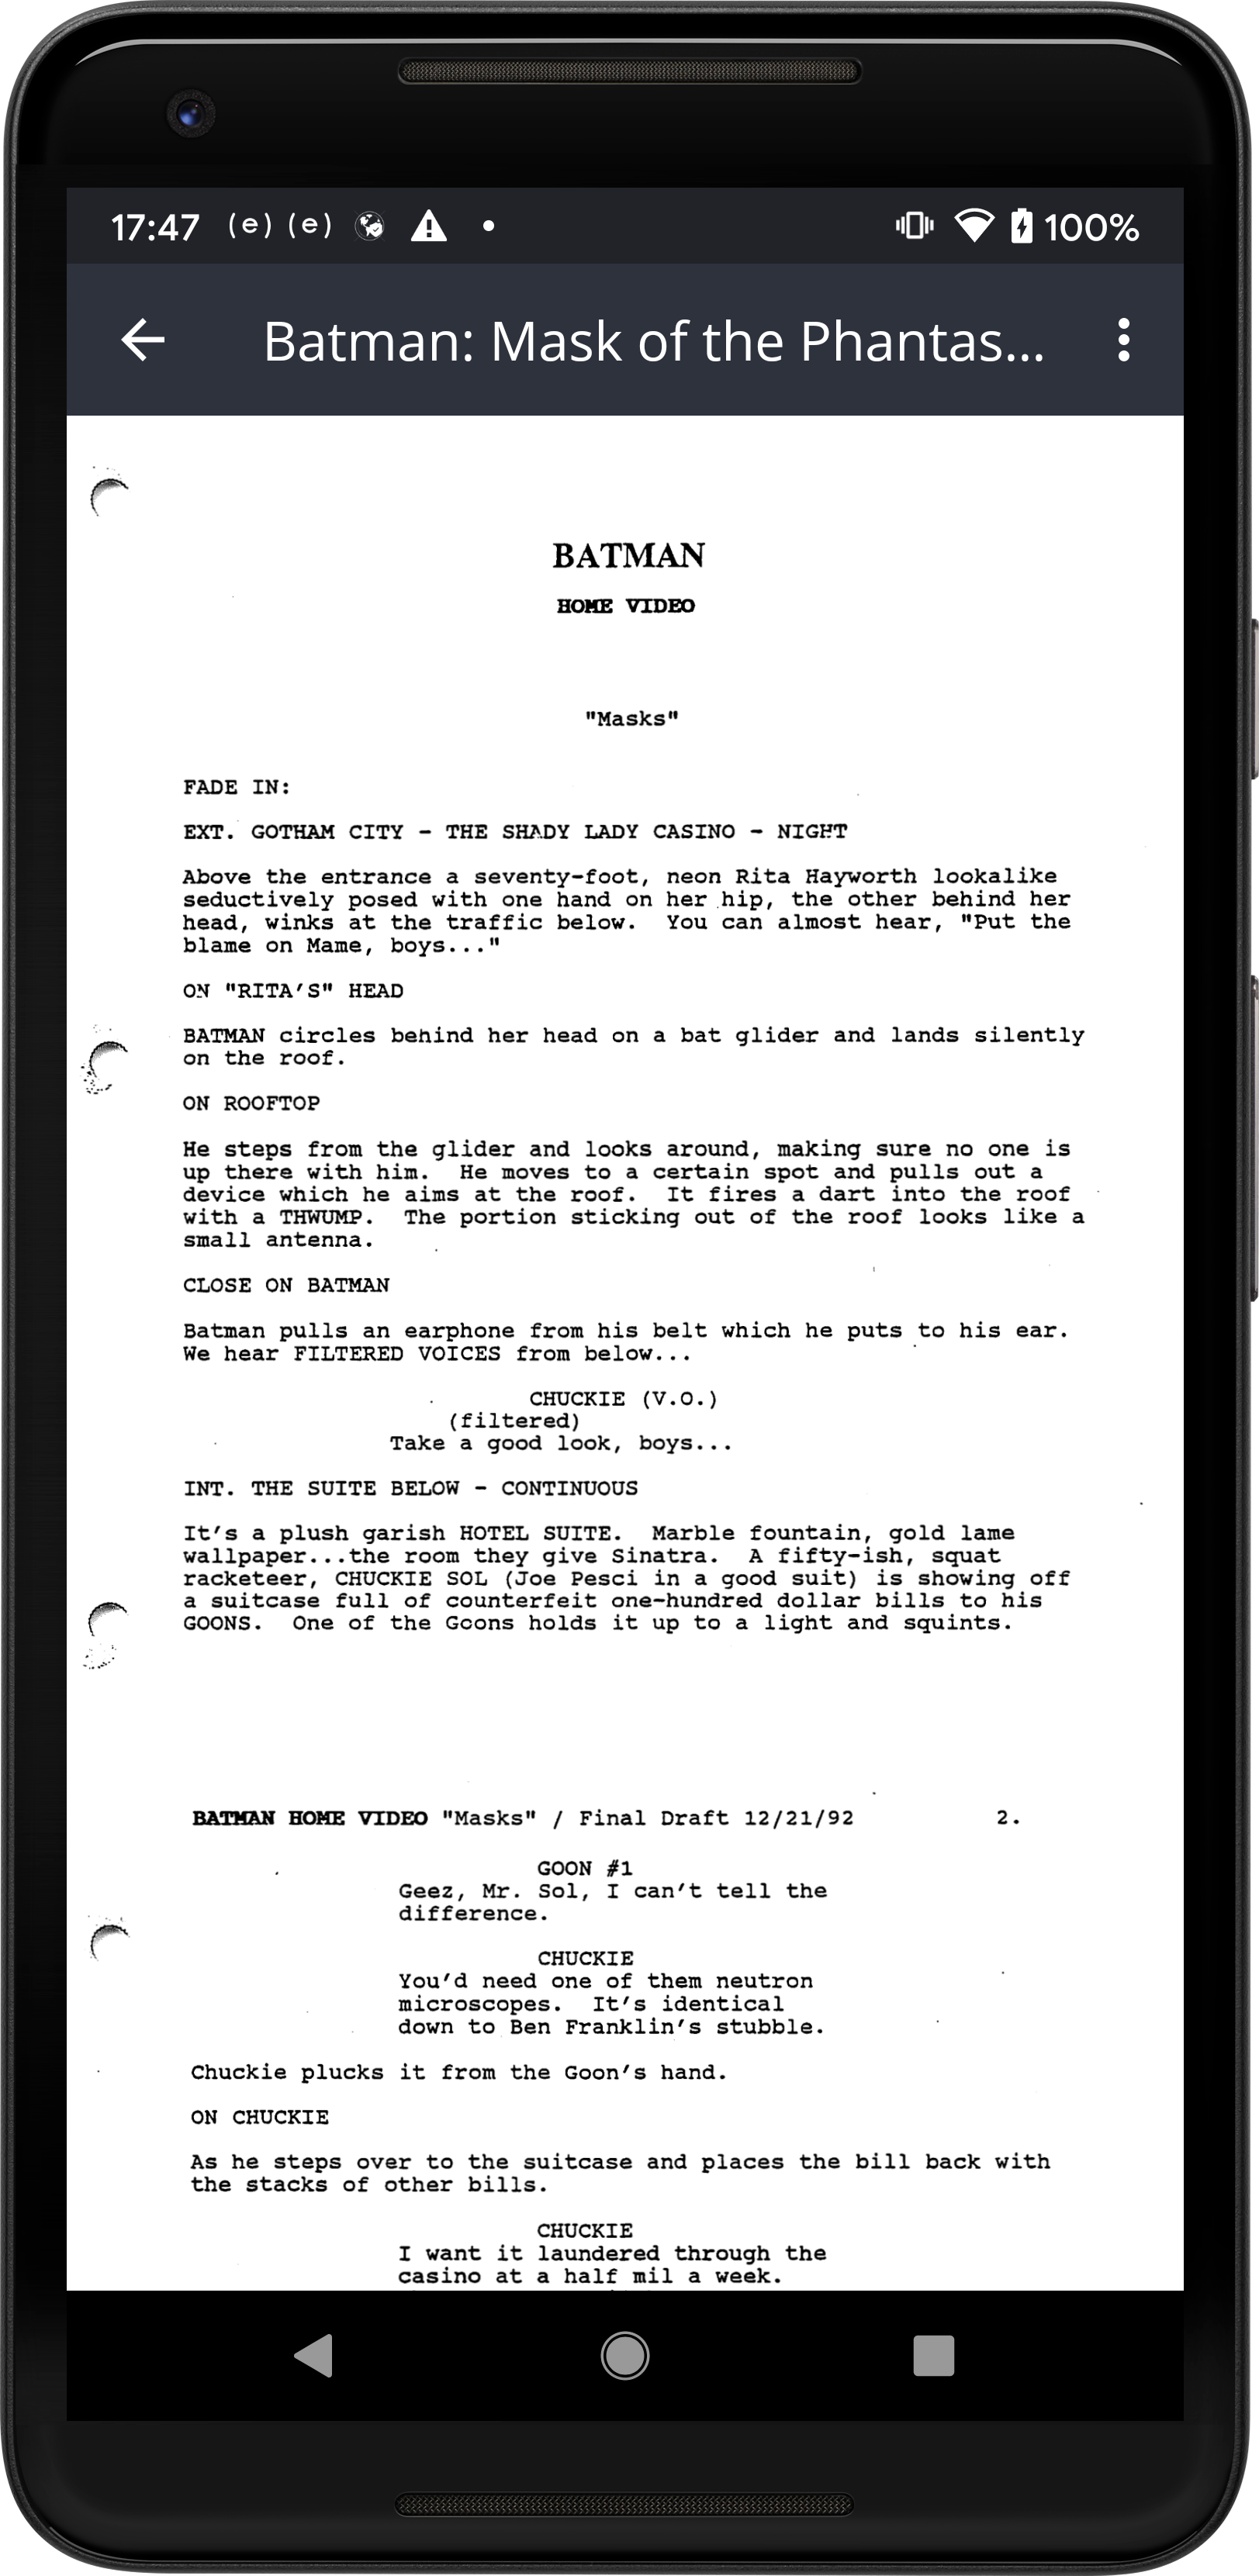 17:47 (e) (e) 100%
Batman: Mask of the Phantas...
BATMAN
HOME VIDEO
"Masks"
FADE IN:
EXT. GOTHAM CITY - THE SHADY LADY CASINO - NIGHT
Above the entrance a seventy-foot, neon Rita Hayworth lookalike
seductively posed with one hand on her hip, the other behind her
head, winks at the traffic below. You can almost hear, "Put the
blame on Mame, boys..."
ON "RITA'S" HEAD
BATMAN circles behind her head on a bat glider and lands silently
on the roof.
ON ROOFTOP
He steps from the glider and looks around, making sure no one is
up there with him. He moves to a certain spot and pulls out a
device which he aims at the roof. It fires a dart into the roof
with a THWUMP. The portion sticking out of the roof looks like a
small antenna.
CLOSE ON BATMAN
Batman pulls an earphone from his belt which he puts to his ear.
We hear FILTERED VOICES from below...
CHUCKIE (V.O.)
(filtered)
Take a good look, boys...
INT. THE SUITE BELOW - CONTINUOUS
It's a plush garish HOTEL SUITE. Marble fountain, gold lame
wallpaper...the room they give Sinatra. A fifty-ish, squat
racketeer, CHUCKIE SOL (Joe Pesci in a good suit) is showing off
a suitcase full of counterfeit one-hundred dollar bills to his
GOONS. One of the Goons holds it up to a light and squints.
BATMAN HOME VIDEO "Masks" / Final Draft 12/21/92 2.
GOON #1
Geez, Mr. Sol, I can't tell the
difference.
CHUCKIE
You'd need one of them neutron
microscopes. It's identical
down to Ben Franklin's stubble.
Chuckie plucks it from the Goon's hand.
ON CHUCKIE
As he steps over to the suitcase and places the bill back with
the stacks of other bills.
CHUCKIE
I want it laundered through the
casino at a half mil a week.